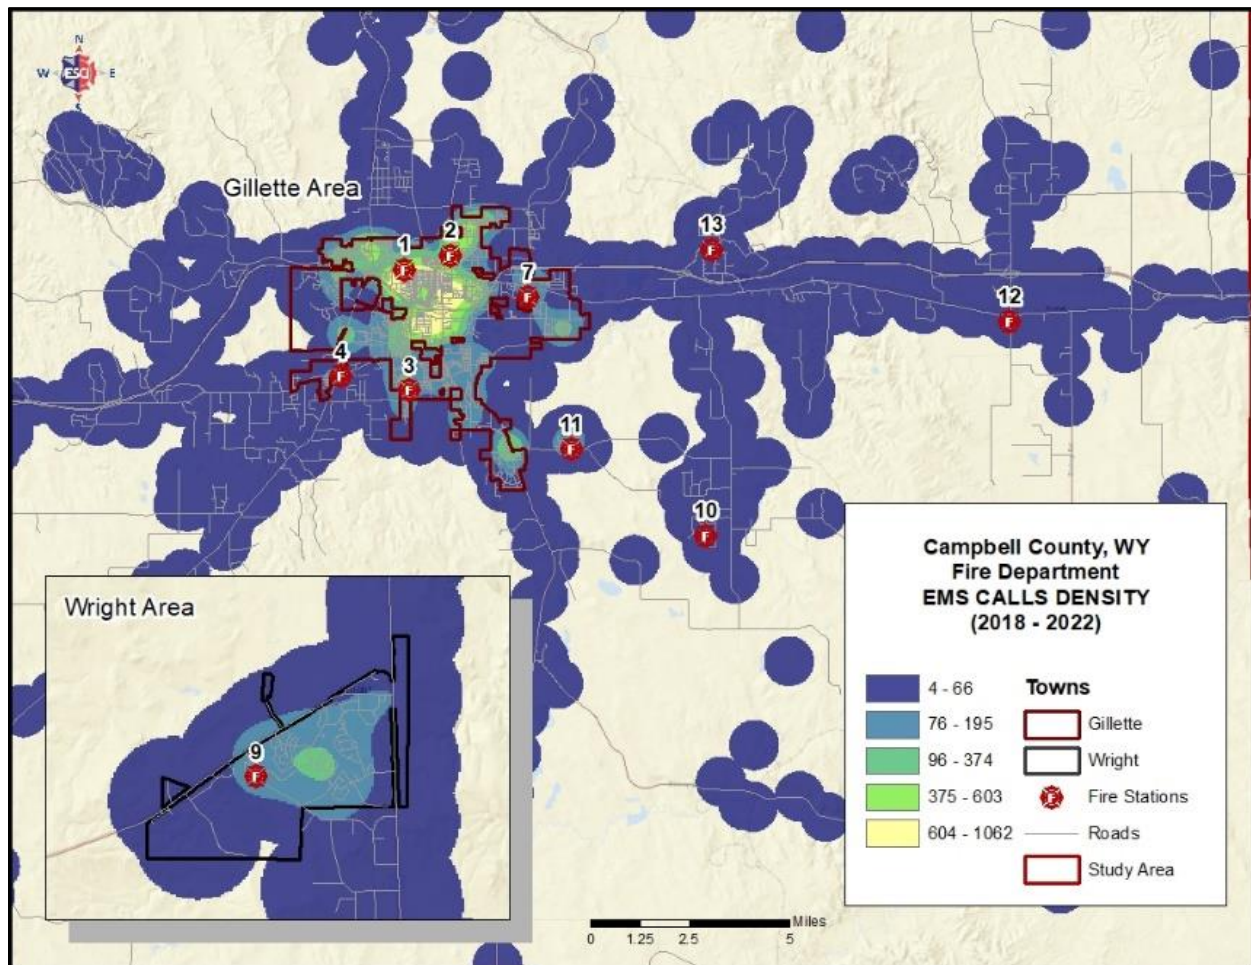 N
W ESCI E
S
Gillette Area
1
2
13
7
12
4
3
11
10
Wright Area
9
Campbell County, WY
Fire Department
EMS CALLS DENSITY
(2018 - 2022)
4 - 66
76 - 195
96 - 374
375 - 603
604 - 1062
Towns
Gillette
Wright
F Fire Stations
Roads
Study Area
Miles
0 1.25 2.5 5